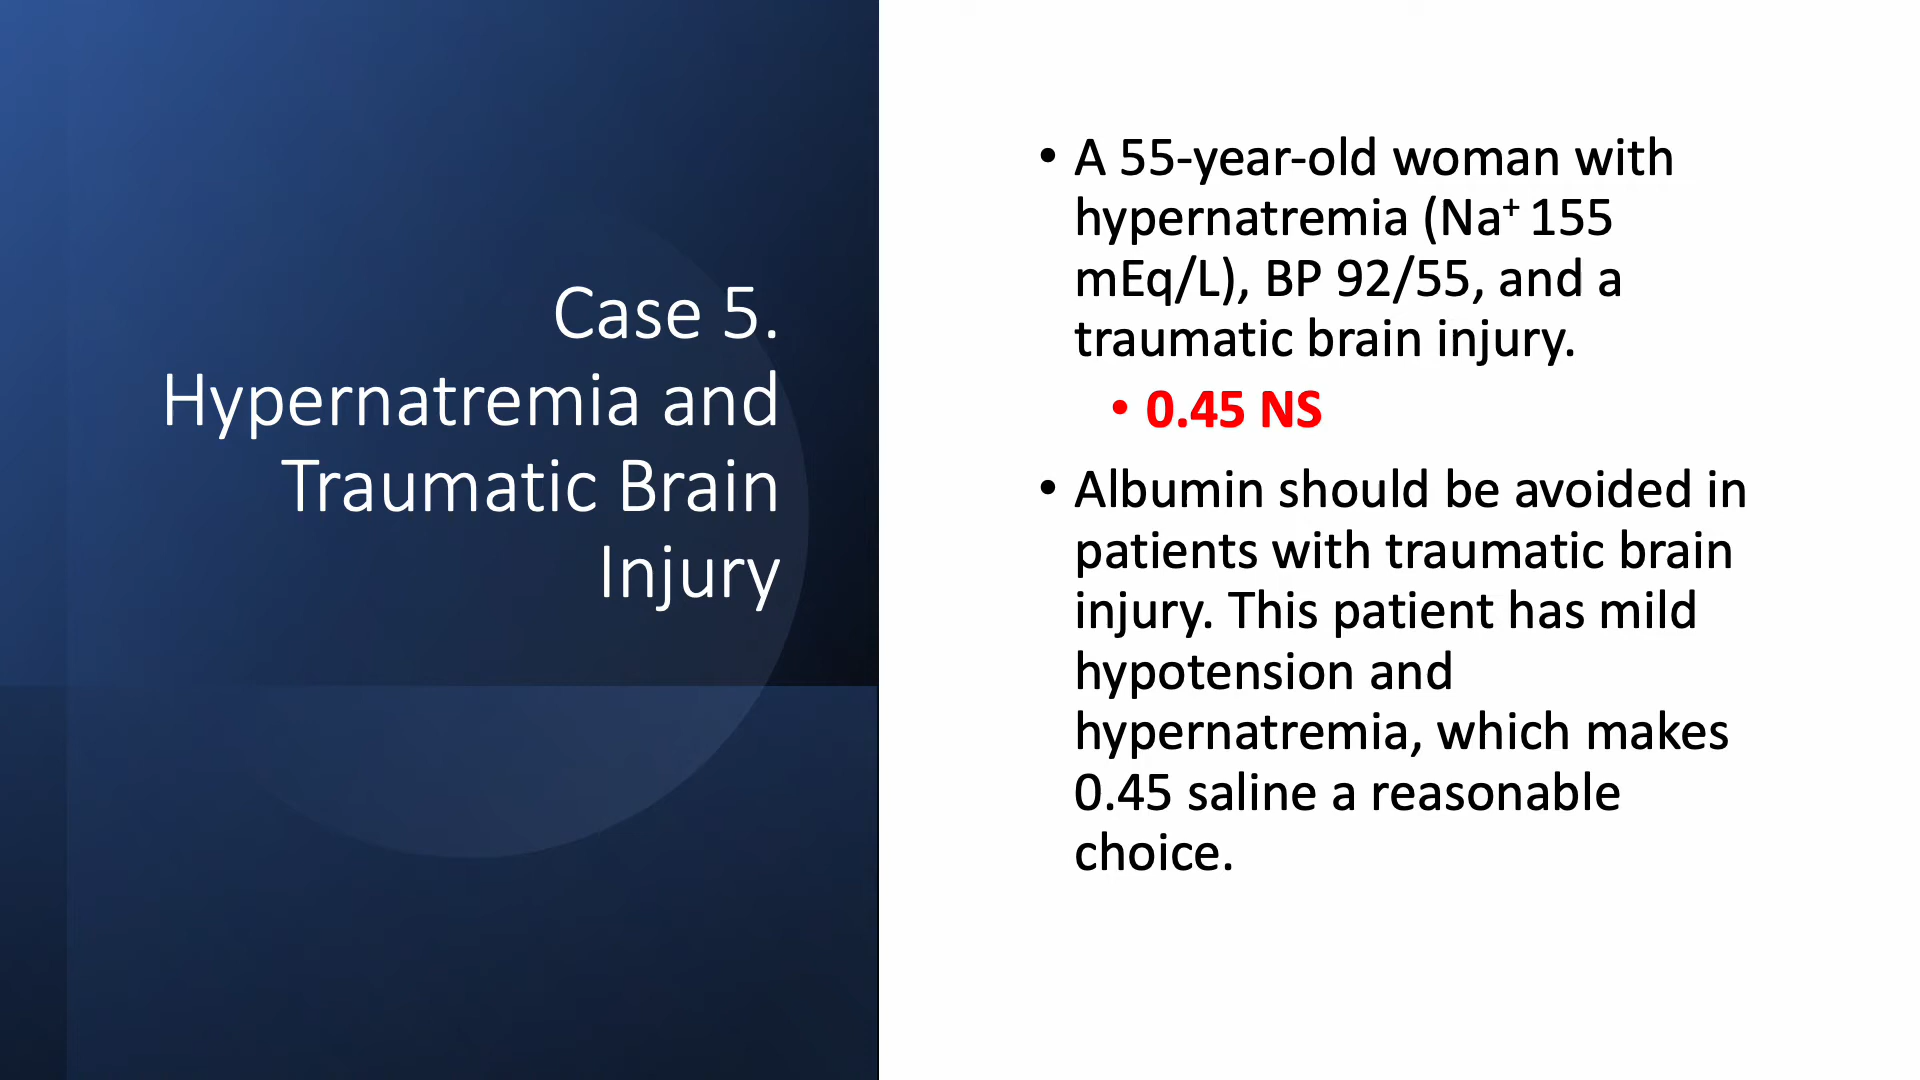 Case 5.
Hypernatremia and
Traumatic Brain
Injury
• A 55-year-old woman with
hypernatremia (Na⁺ 155
mEq/L), BP 92/55, and a
traumatic brain injury.
• 0.45 NS
• Albumin should be avoided in
patients with traumatic brain
injury. This patient has mild
hypotension and
hypernatremia, which makes
0.45 saline a reasonable
choice.